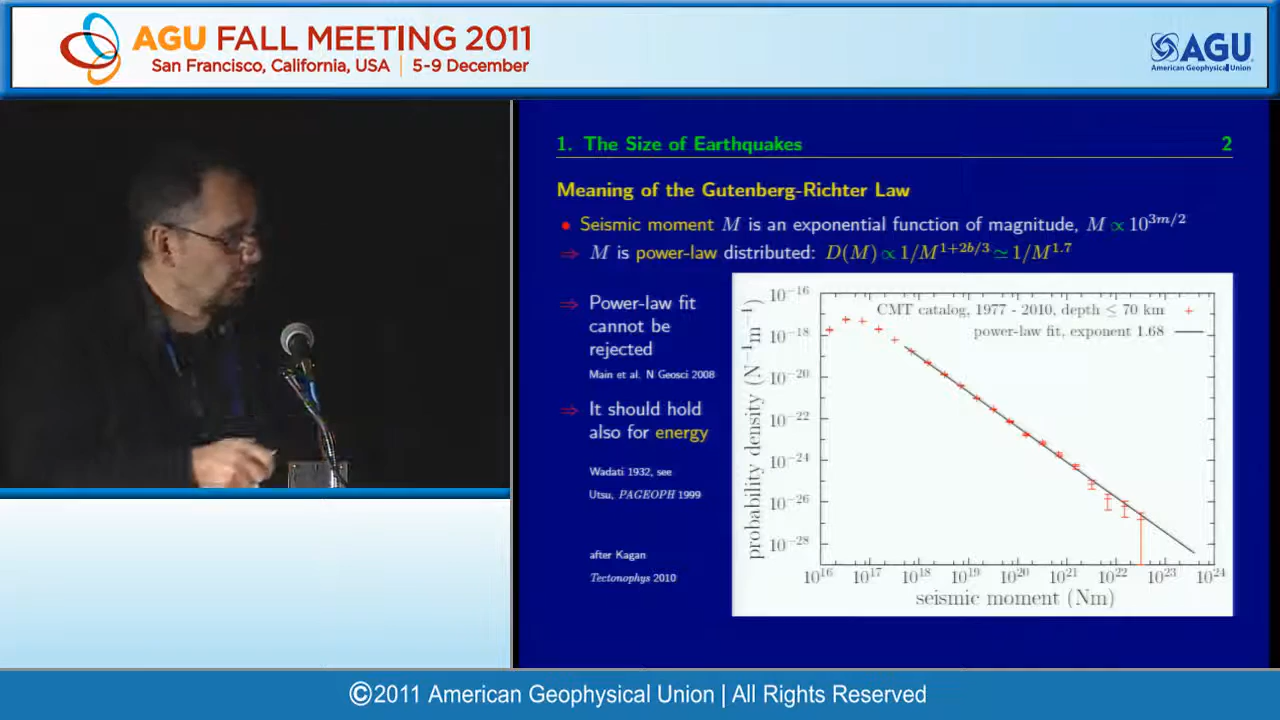 AGU FALL MEETING 2011
San Francisco, California, USA | 5-9 December
AGU
American Geophysical Union
1. The Size of Earthquakes 2
Meaning of the Gutenberg-Richter Law
• Seismic moment M is an exponential function of magnitude, M ∝ 10^{3m/2}
⇒ M is power-law distributed: D(M) ∝ 1/M^{1+2b/3} ≃ 1/M^{1.7}
⇒ Power-law fit
cannot be
rejected
Main et al. N Geosci 2008
⇒ It should hold
also for energy
Wadati 1932, see
Utsu, PAGEOPH 1999
after Kagan
Tectonophys 2010
CMT catalog, 1977 - 2010, depth ≤ 70 km
power-law fit, exponent 1.68
probability density (N^{-1}m^{-1})
10^{-16}
10^{-18}
10^{-20}
10^{-22}
10^{-24}
10^{-26}
10^{-28}
10^{16} 10^{17} 10^{18} 10^{19} 10^{20} 10^{21} 10^{22} 10^{23} 10^{24}
seismic moment (Nm)
©2011 American Geophysical Union | All Rights Reserved